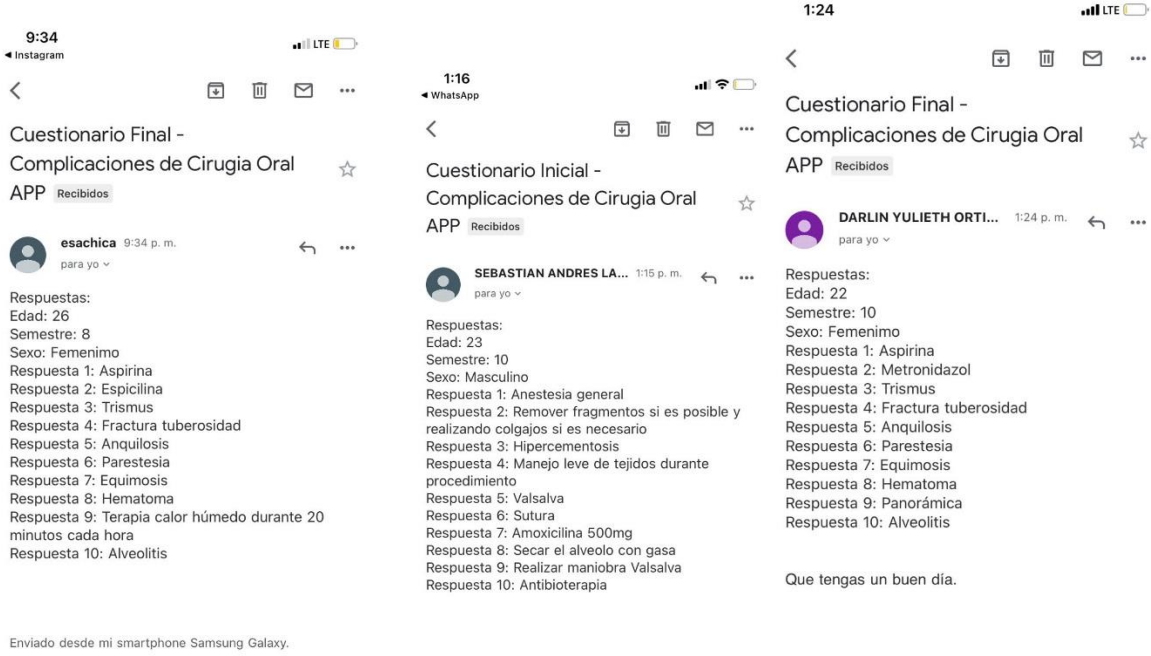 9:34
LTE
◄ Instagram
Cuestionario Final -
Complicaciones de Cirugia Oral
APP Recibidos
esachica 9:34 p. m.
para yo
Respuestas:
Edad: 26
Semestre: 8
Sexo: Femenimo
Respuesta 1: Aspirina
Respuesta 2: Espicilina
Respuesta 3: Trismus
Respuesta 4: Fractura tuberosidad
Respuesta 5: Anquilosis
Respuesta 6: Parestesia
Respuesta 7: Equimosis
Respuesta 8: Hematoma
Respuesta 9: Terapia calor húmedo durante 20
minutos cada hora
Respuesta 10: Alveolitis
Enviado desde mi smartphone Samsung Galaxy.
1:16
◄ WhatsApp
Cuestionario Inicial -
Complicaciones de Cirugia Oral
APP Recibidos
SEBASTIAN ANDRES LA... 1:15 p. m.
para yo
Respuestas:
Edad: 23
Semestre: 10
Sexo: Masculino
Respuesta 1: Anestesia general
Respuesta 2: Remover fragmentos si es posible y
realizando colgajos si es necesario
Respuesta 3: Hipercementosis
Respuesta 4: Manejo leve de tejidos durante
procedimiento
Respuesta 5: Valsalva
Respuesta 6: Sutura
Respuesta 7: Amoxicilina 500mg
Respuesta 8: Secar el alveolo con gasa
Respuesta 9: Realizar maniobra Valsalva
Respuesta 10: Antibioterapia
1:24
LTE
Cuestionario Final -
Complicaciones de Cirugia Oral
APP Recibidos
DARLIN YULIETH ORTI... 1:24 p. m.
para yo
Respuestas:
Edad: 22
Semestre: 10
Sexo: Femenino
Respuesta 1: Aspirina
Respuesta 2: Metronidazol
Respuesta 3: Trismus
Respuesta 4: Fractura tuberosidad
Respuesta 5: Anquilosis
Respuesta 6: Parestesia
Respuesta 7: Equimosis
Respuesta 8: Hematoma
Respuesta 9: Panorámica
Respuesta 10: Alveolitis
Que tengas un buen día.